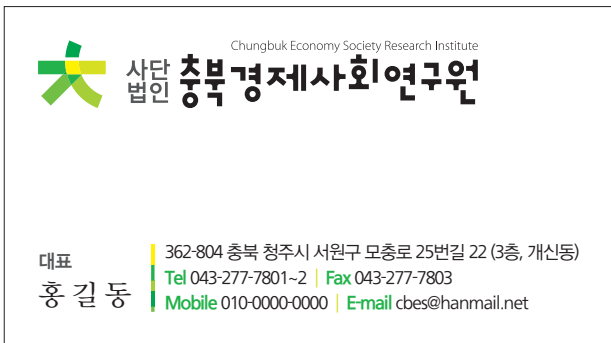 Chungbuk Economy Society Research Institute
사단
법인 충북경제사회연구원
362-804 충북 청주시 서원구 모충로 25번길 22 (3층, 개신동)
대표
Tel 043-277-7801~2 | Fax 043-277-7803
홍길동
Mobile 010-0000-0000 | E-mail cbes@hanmail.net